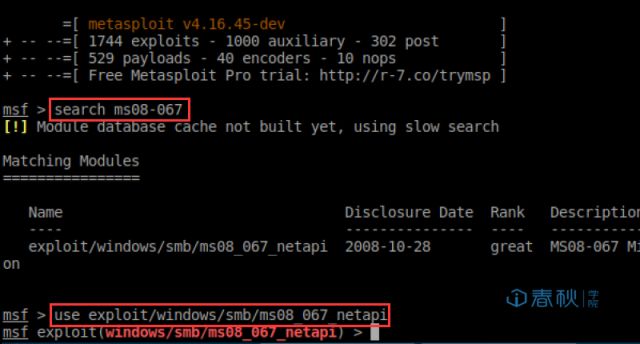 =[ metasploit v4.16.45-dev ]
+ -- --=[ 1744 exploits - 1000 auxiliary - 302 post ]
+ -- --=[ 529 payloads - 40 encoders - 10 nops ]
+ -- --=[ Free Metasploit Pro trial: http://r-7.co/trymsp ]
msf > search ms08-067
[!] Module database cache not built yet, using slow search
Matching Modules
================
Name Disclosure Date Rank Description
---- --------------- ---- -----------
exploit/windows/smb/ms08_067_netapi 2008-10-28 great MS08-067 Mi
on
i春秋 学院
msf > use exploit/windows/smb/ms08_067_netapi
msf exploit(windows/smb/ms08_067_netapi) >